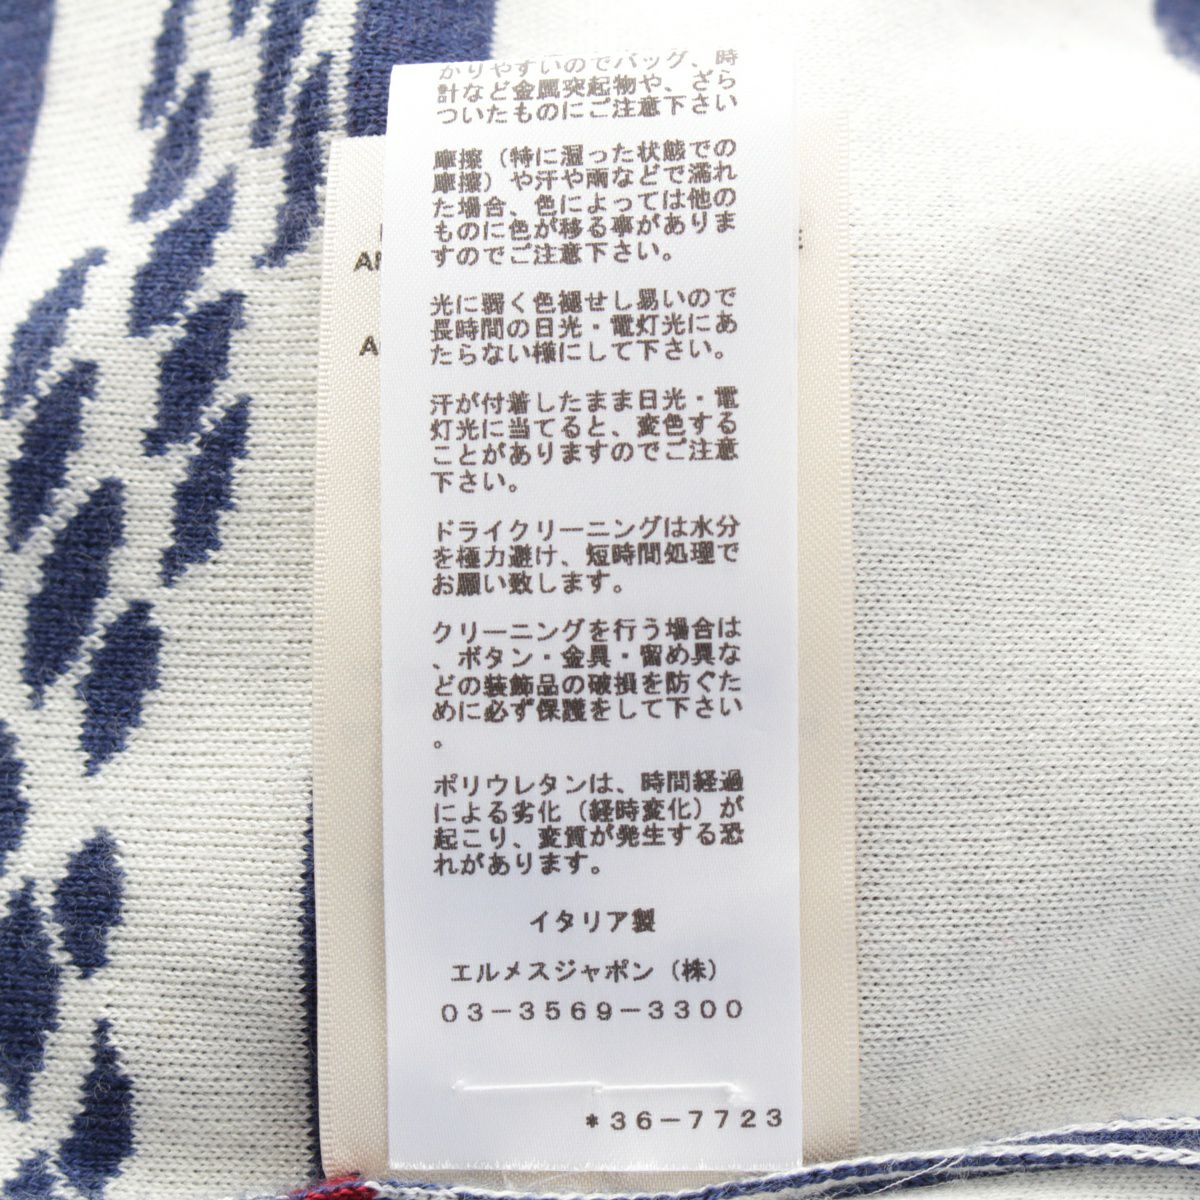 かりやすいのでバッグ、時
計など金属突起物や、ざら
ついたものにご注意下さい
摩擦（特に湿った状態での
摩擦）や汗や雨などで濡れ
た場合、色によっては他の
ものに色が移る事がありま
すのでご注意下さい。
光に弱く色褪せし易いので
長時間の日光・電灯光にあ
たらない様にして下さい。
汗が付着したまま日光・電
灯光に当てると、変色する
ことがありますのでご注意
下さい。
ドライクリーニングは水分
を極力避け、短時間処理で
お願い致します。
クリーニングを行う場合は
、ボタン・金具・留め具な
どの装飾品の破損を防ぐた
めに必ず保護をして下さい
。
ポリウレタンは、時間経過
による劣化（経時変化）が
起こり、変質が発生する恐
れがあります。
イタリア製
エルメスジャポン（株）
03-3569-3300
*36-7723